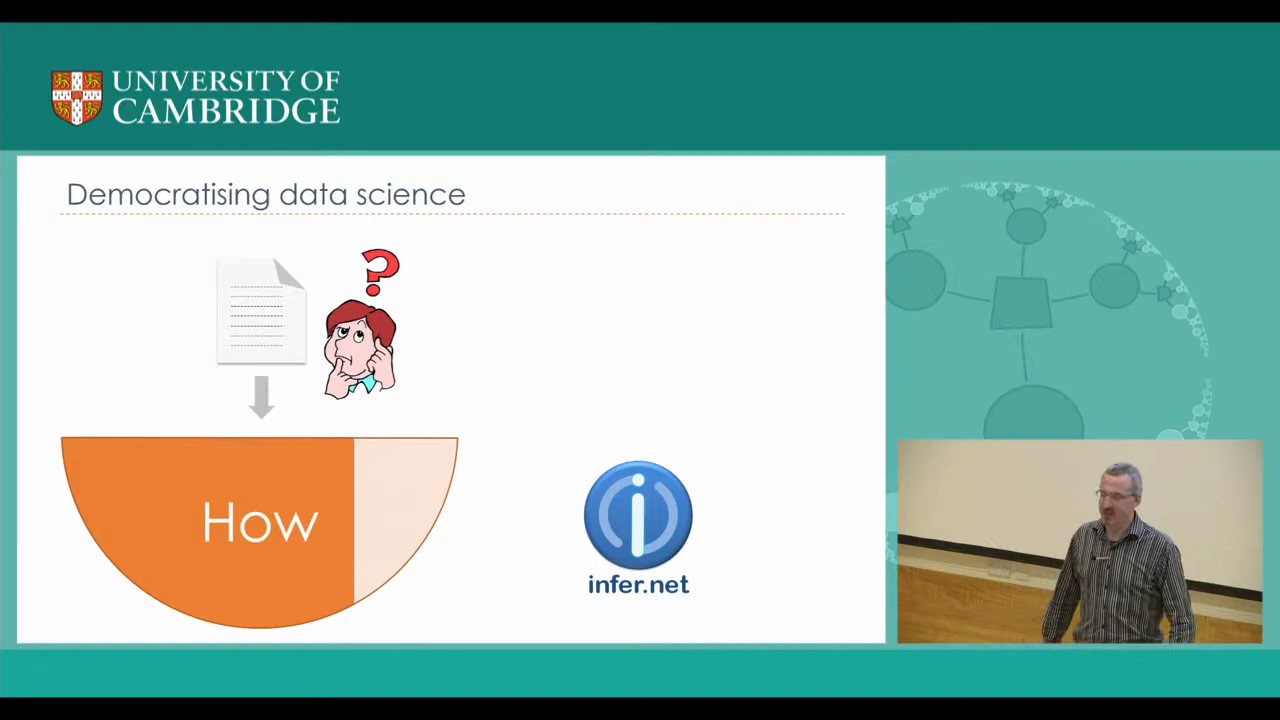 UNIVERSITY OF
CAMBRIDGE
Democratising data science
?
How
i
infer.net